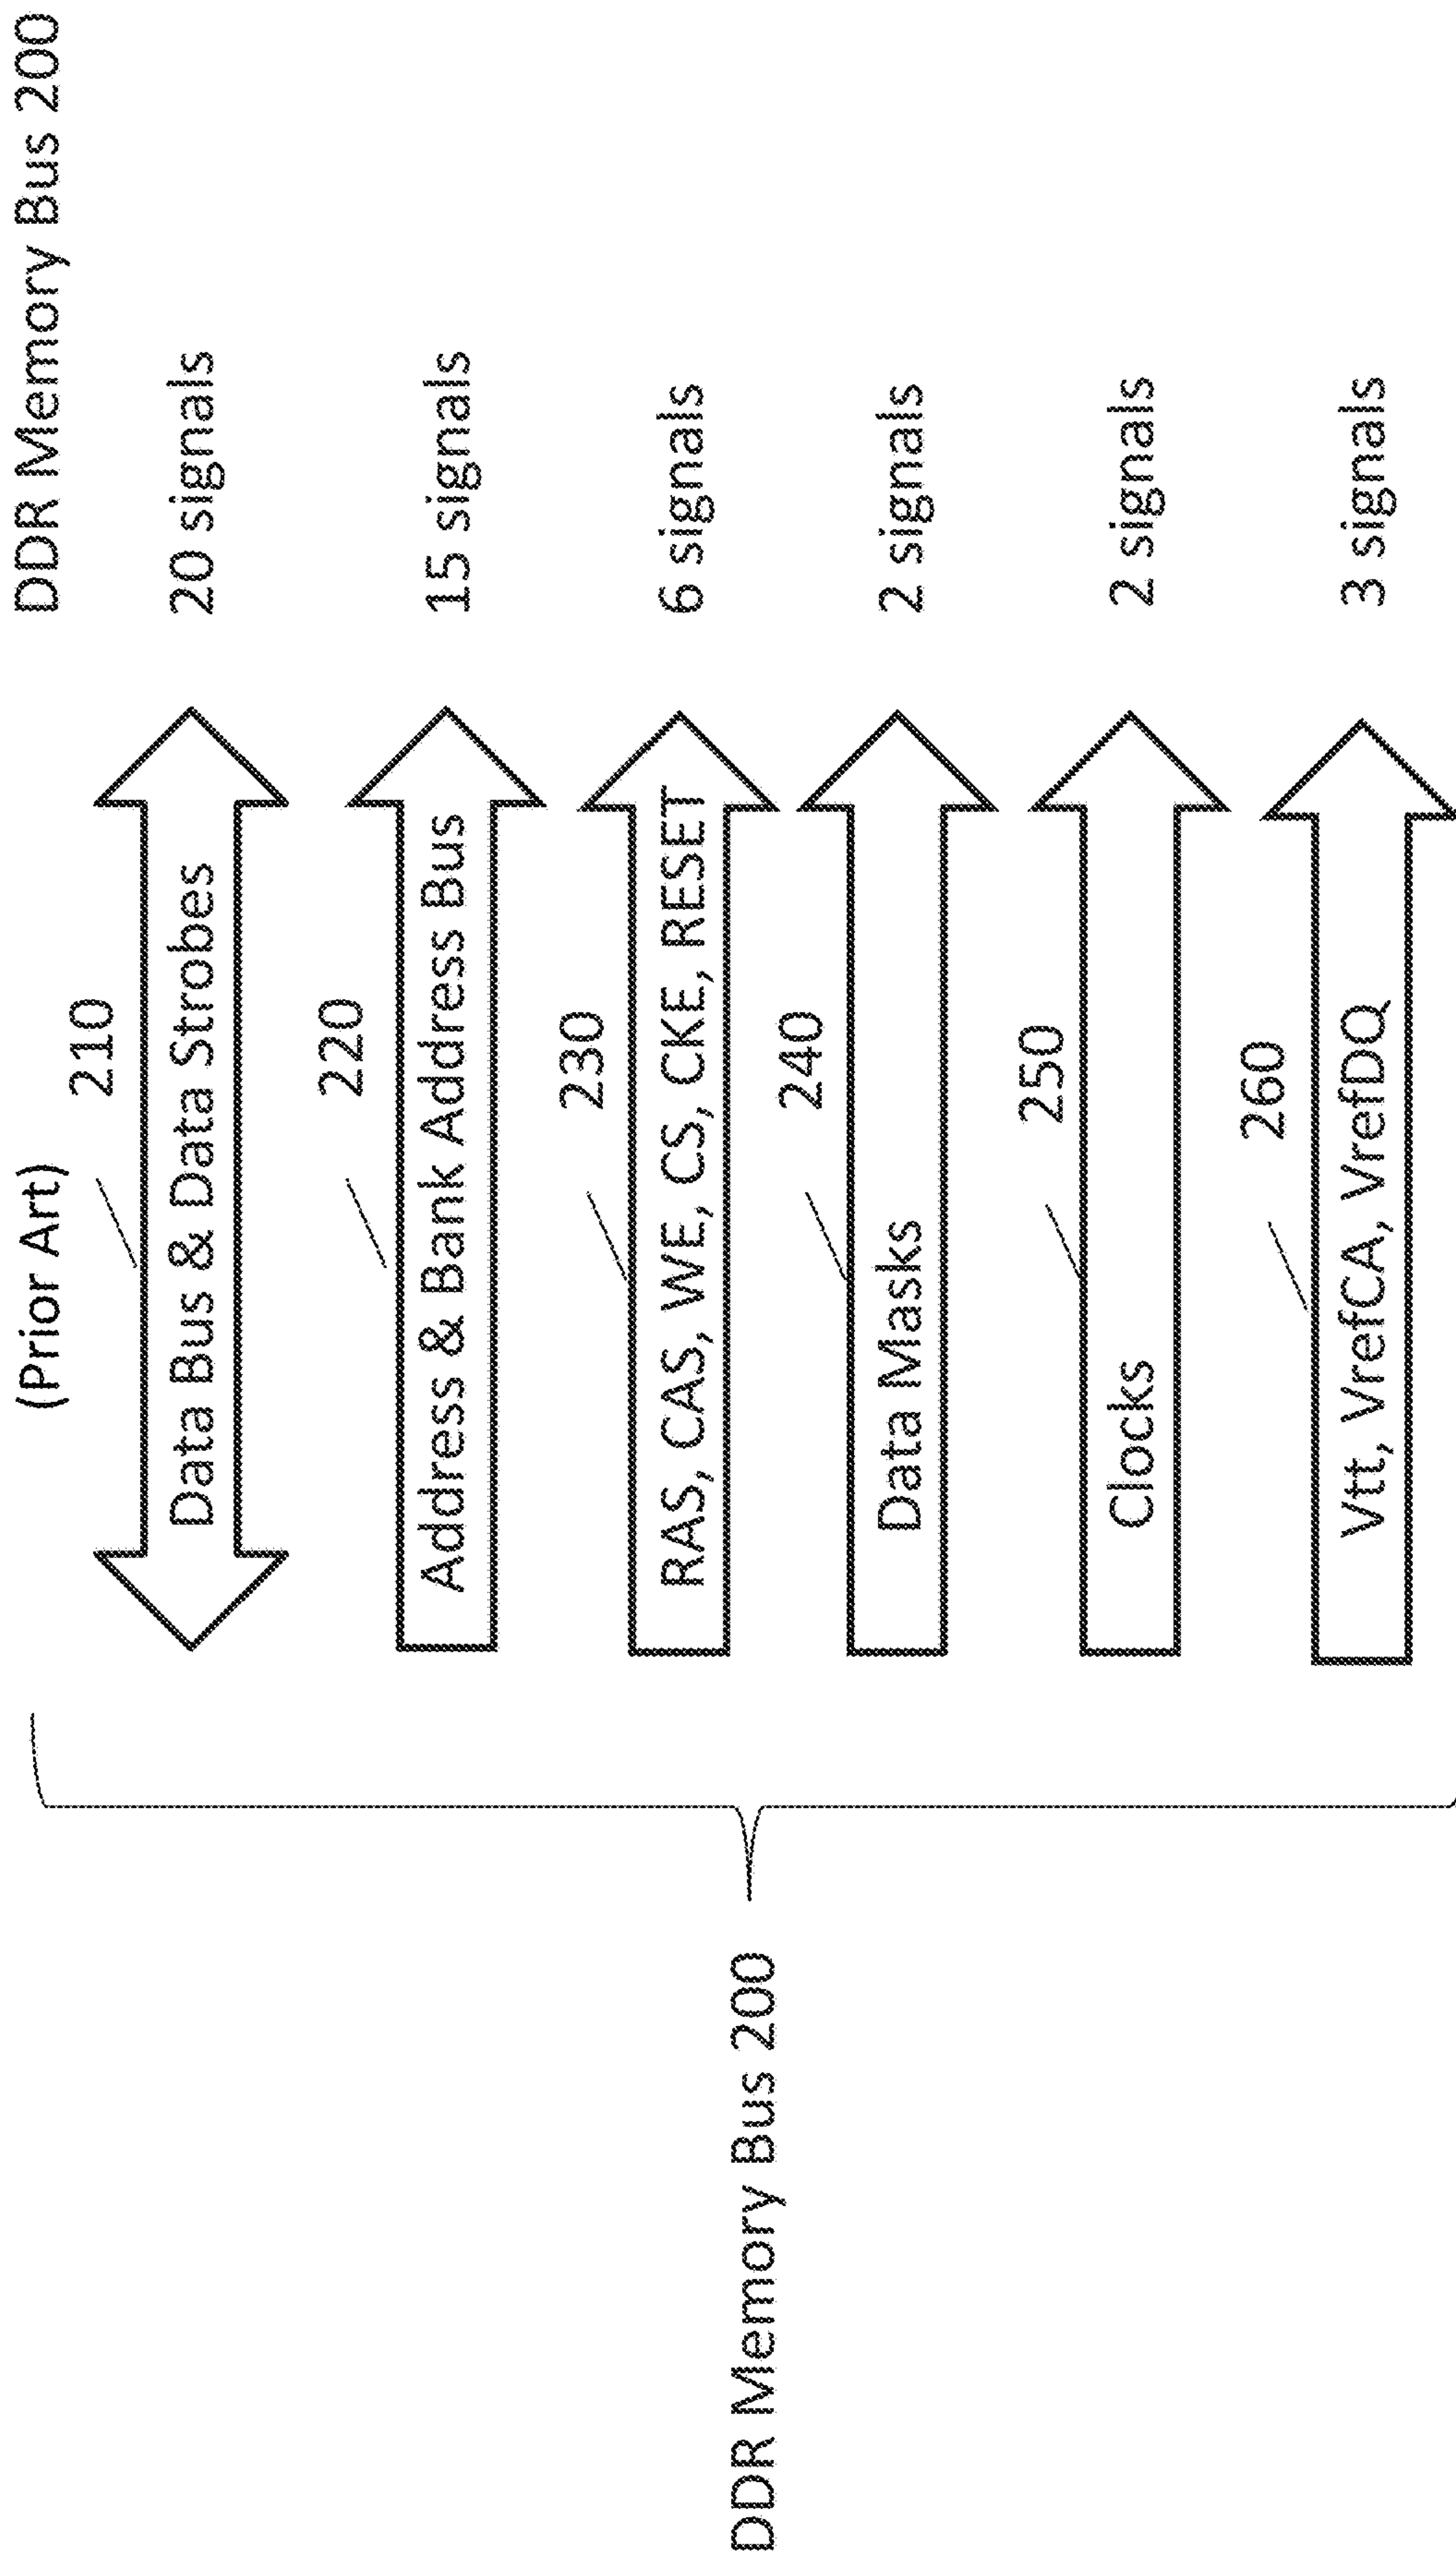 (Prior Art)
DDR Memory Bus 200
210
Data Bus & Data Strobes
20 signals
220
Address & Bank Address Bus
15 signals
230
RAS, CAS, WE, CS, CKE, RESET
6 signals
DDR Memory Bus 200
240
Data Masks
2 signals
250
Clocks
2 signals
260
Vtt, VrefCA, VrefDQ
3 signals